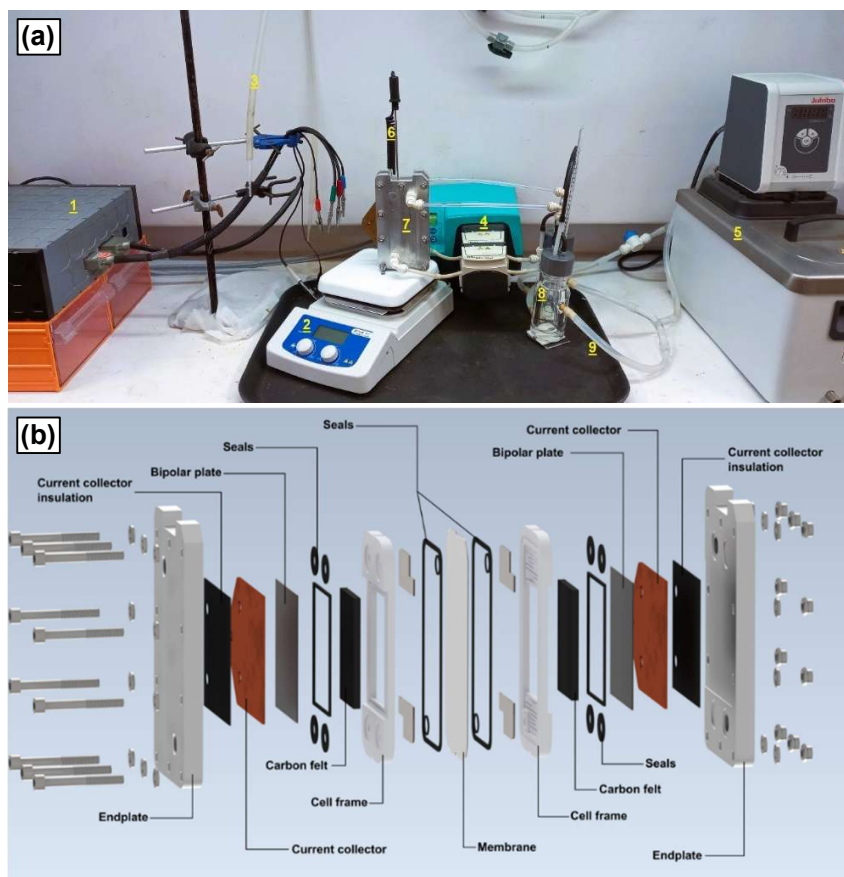 (a)
1
2
3
4
5
6
7
8
9
Julabo
(b)
Seals
Seals
Current collector
Bipolar plate
Current collector
insulation
Bipolar plate
Current collector
insulation
Carbon felt
Cell frame
Endplate
Current collector
Membrane
Seals
Carbon felt
Cell frame
Endplate